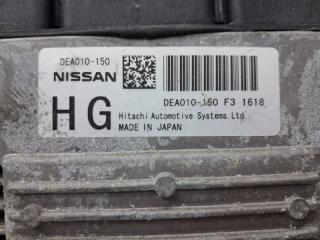 DEA010-150
NISSAN
DEA010-150 F3 1618
HG
Hitachi Automotive Systems.Ltd.
MADE IN JAPAN